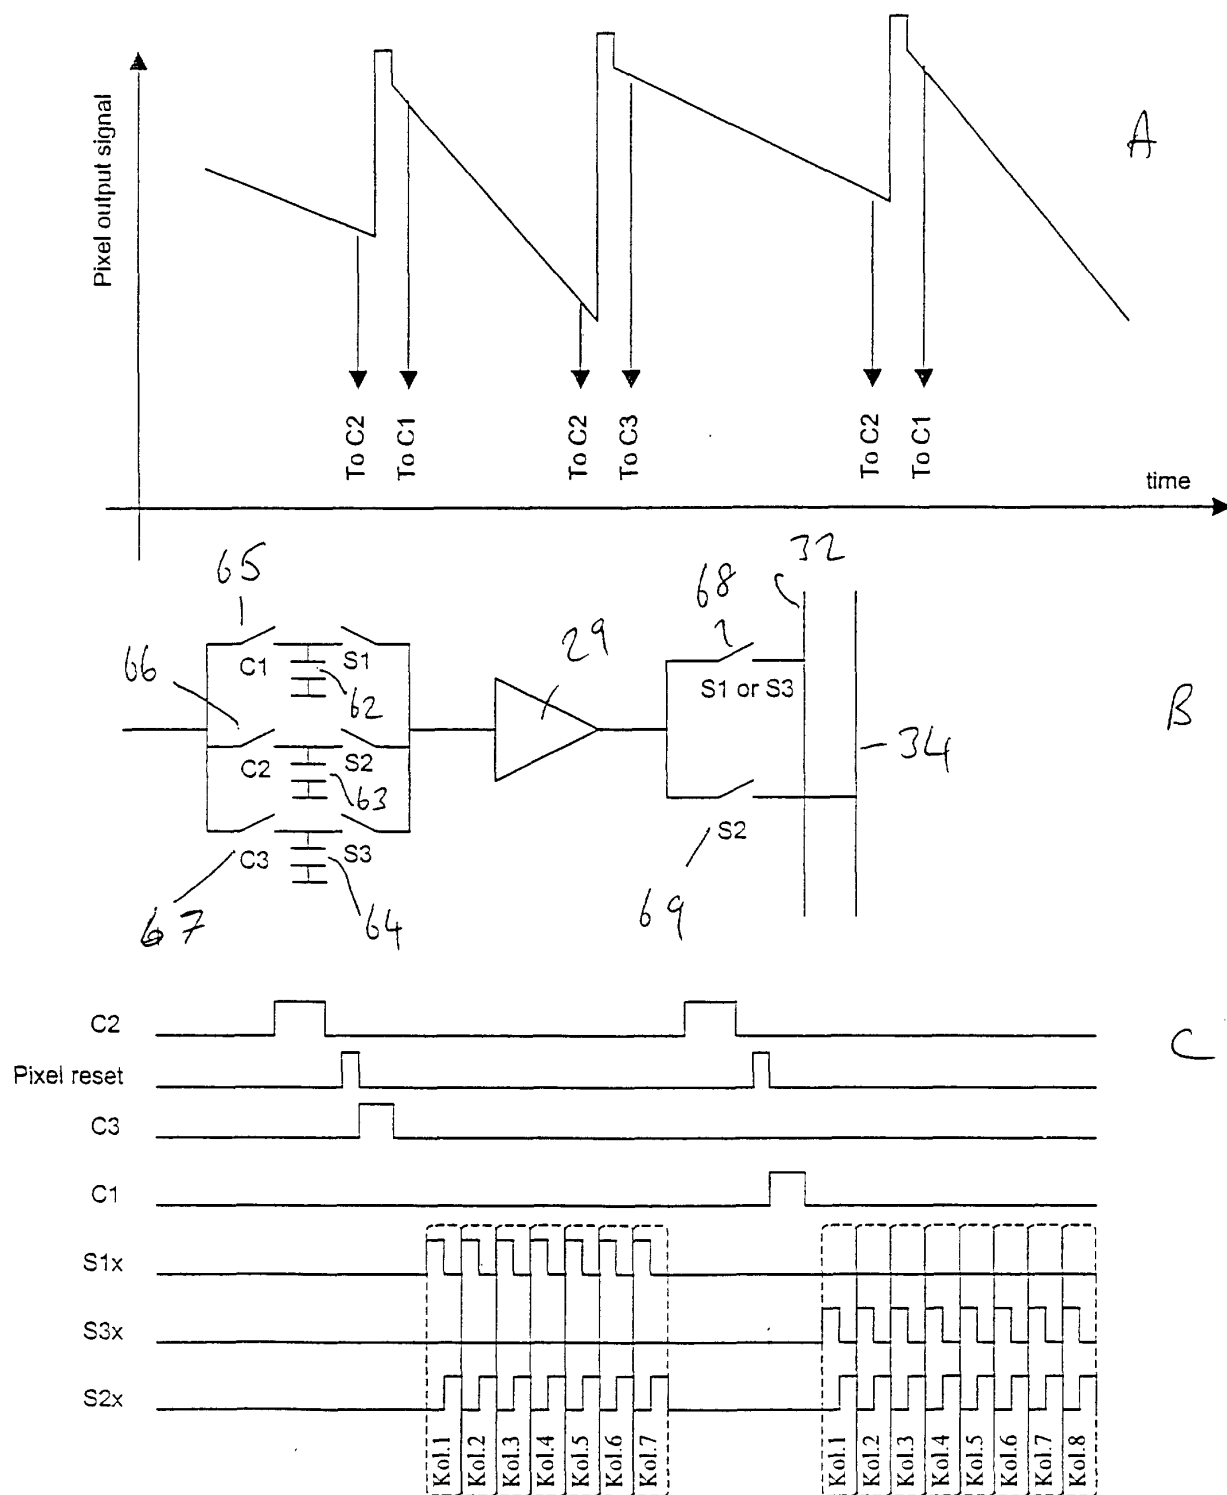 Pixel output signal
A
To C2
To C1
To C2
To C3
To C2
To C1
time
65
32
68
29
C1
S1
S1 or S3
66
62
B
34
C2
S2
63
S2
C3
S3
67
64
69
C2
C
Pixel reset
C3
C1
S1x
S3x
S2x
Kol.1
Kol.2
Kol.3
Kol.4
Kol.5
Kol.6
Kol.7
Kol.1
Kol.2
Kol.3
Kol.4
Kol.5
Kol.6
Kol.7
Kol.8